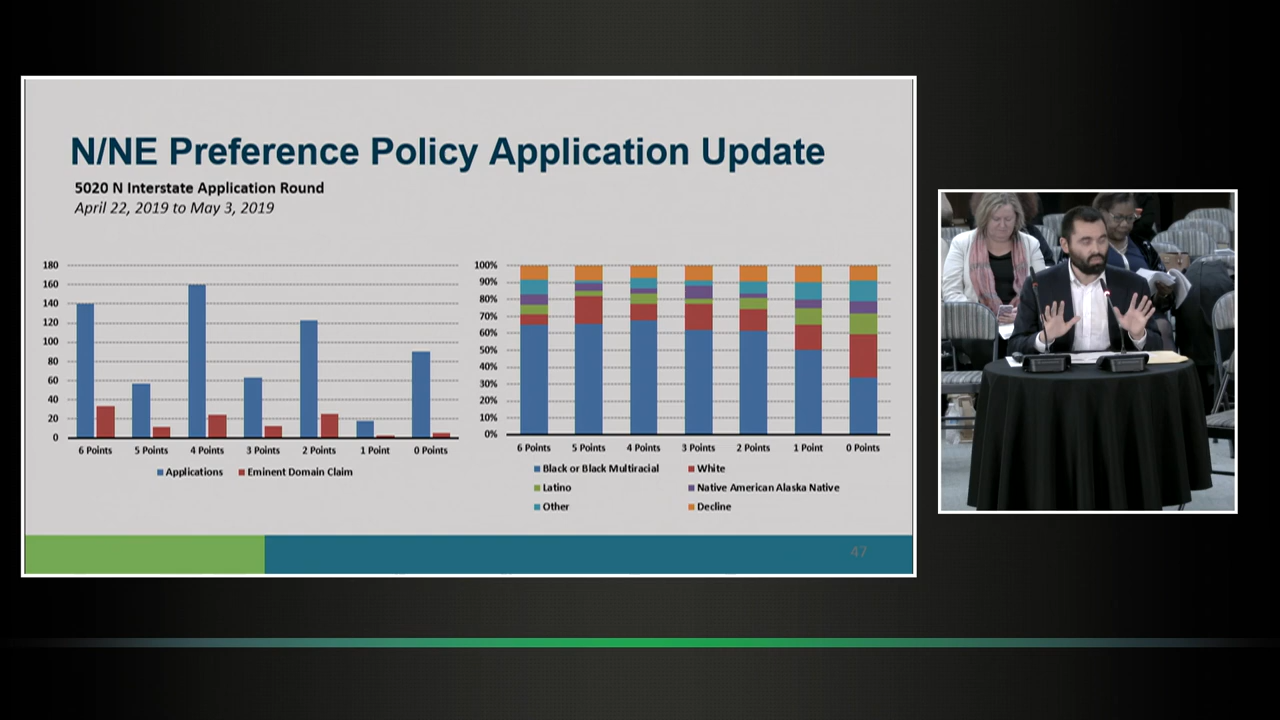 N/NE Preference Policy Application Update
5020 N Interstate Application Round
April 22, 2019 to May 3, 2019
180
160
140
120
100
80
60
40
20
0
6 Points 5 Points 4 Points 3 Points 2 Points 1 Point 0 Points
Applications Eminent Domain Claim
100%
90%
80%
70%
60%
50%
40%
30%
20%
10%
0%
6 Points 5 Points 4 Points 3 Points 2 Points 1 Point 0 Points
Black or Black Multiracial White
Latino Native American Alaska Native
Other Decline
47